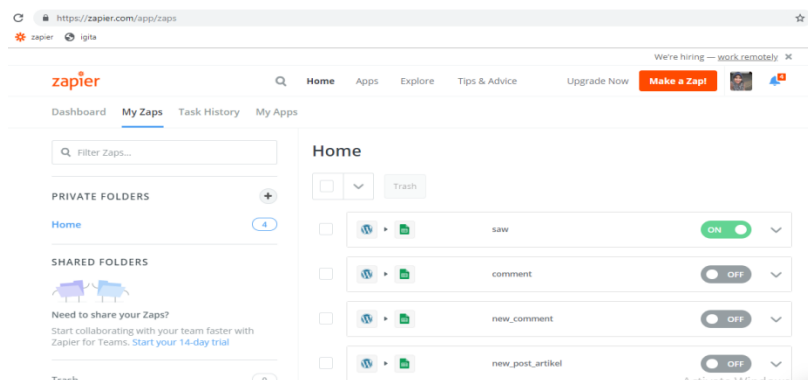 https://zapier.com/app/zaps
zapier igita
We're hiring — work remotely
zapier Home Apps Explore Tips & Advice Upgrade Now Make a Zap! 4
Dashboard My Zaps Task History My Apps
Filter Zaps...
PRIVATE FOLDERS
Home 4
SHARED FOLDERS
Need to share your Zaps?
Start collaborating with your team faster with
Zapier for Teams. Start your 14-day trial
Trash
Home
Trash
saw ON
comment OFF
new_comment OFF
new_post_artikel OFF